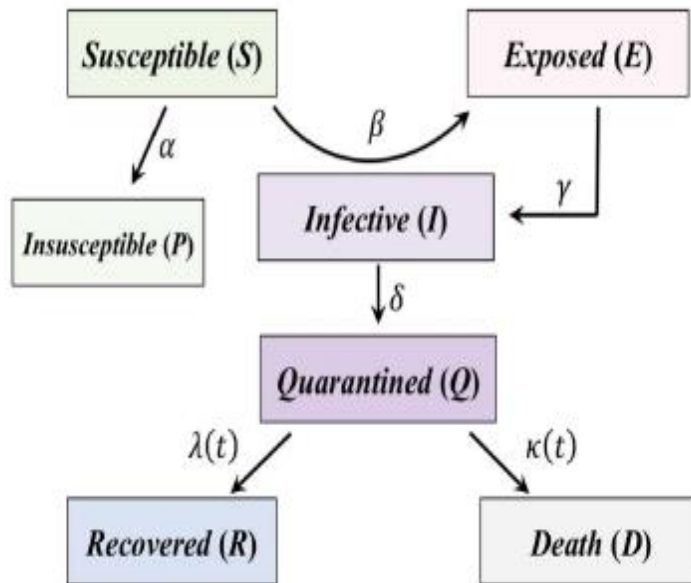 Susceptible (S)
Exposed (E)
α
β
Insusceptible (P)
Infective (I)
γ
δ
Quarantined (Q)
λ(t)
κ(t)
Recovered (R)
Death (D)